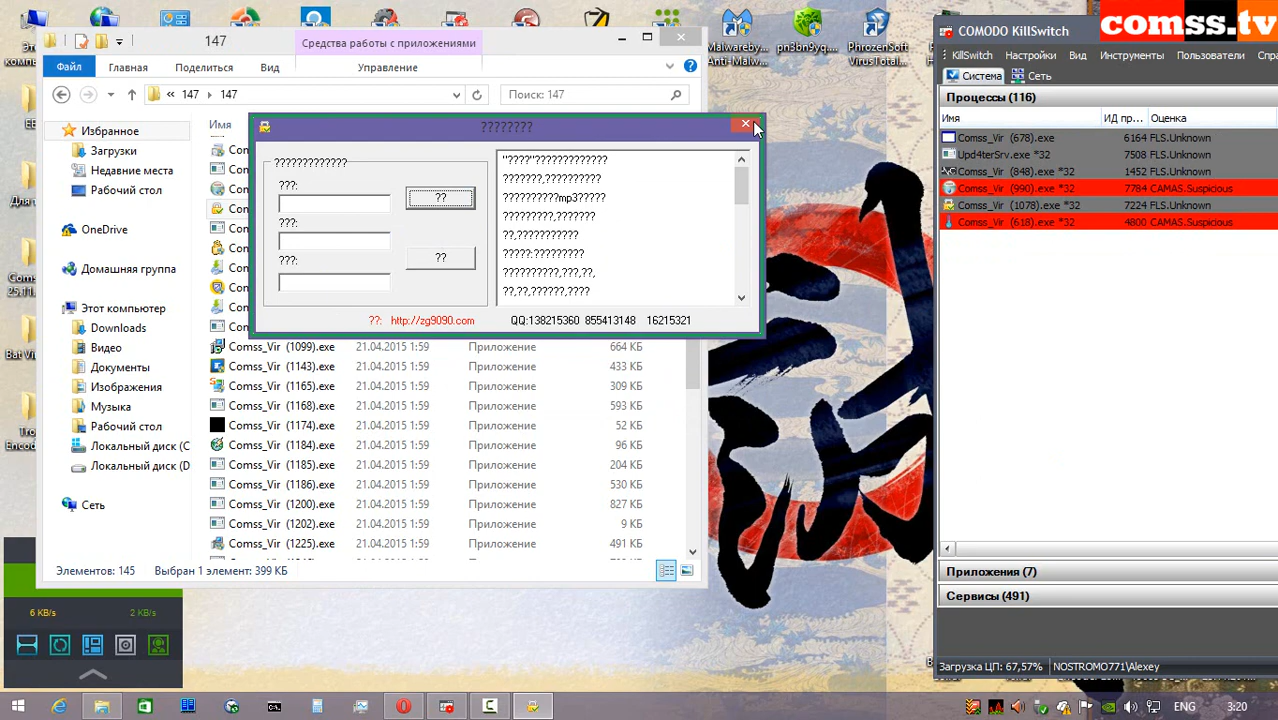 comss.tv
Этот
компь
Malwareby...
Anti-Malw...
pn3bn9yq....
PhrozenSoft
VirusTotal...
147
Средства работы с приложениями
Файл
Главная
Поделиться
Вид
Управление
« 147 › 147
Поиск: 147
Избранное
Загрузки
Недавние места
Рабочий стол
OneDrive
Домашняя группа
Этот компьютер
Downloads
Видео
Документы
Изображения
Музыка
Рабочий стол
Локальный диск (C
Локальный диск (D
Сеть
Имя
????????
?????????????
???:
??
???:
???:
??
"????"?????????????
???????,??????????
??????????mp3?????
?????????,???????
??,????????????
?????:?????????
??????????,???,??,
??,??,??????,????
??: http://zg9090.com
QQ:138215360 855413148 16215321
Comss_Vir (1099).exe 21.04.2015 1:59 Приложение 664 КБ
Comss_Vir (1143).exe 21.04.2015 1:59 Приложение 433 КБ
Comss_Vir (1165).exe 21.04.2015 1:59 Приложение 309 КБ
Comss_Vir (1168).exe 21.04.2015 1:59 Приложение 593 КБ
Comss_Vir (1174).exe 21.04.2015 1:59 Приложение 52 КБ
Comss_Vir (1184).exe 21.04.2015 1:59 Приложение 96 КБ
Comss_Vir (1185).exe 21.04.2015 1:59 Приложение 204 КБ
Comss_Vir (1186).exe 21.04.2015 1:59 Приложение 530 КБ
Comss_Vir (1200).exe 21.04.2015 1:59 Приложение 827 КБ
Comss_Vir (1202).exe 21.04.2015 1:59 Приложение 9 КБ
Comss_Vir (1225).exe 21.04.2015 1:59 Приложение 491 КБ
Элементов: 145 Выбран 1 элемент: 399 КБ
COMODO KillSwitch
KillSwitch Настройки Вид Инструменты Пользователи Спра
Система Сеть
Процессы (116)
Имя ИД пр... Оценка
Comss_Vir (678).exe 6164 FLS.Unknown
Upd4terSrv.exe *32 7508 FLS.Unknown
Comss_Vir (848).exe *32 1452 FLS.Unknown
Comss_Vir (990).exe *32 7784 CAMAS.Suspicious
Comss_Vir (1078).exe *32 7224 FLS.Unknown
Comss_Vir (618).exe *32 4800 CAMAS.Suspicious
Приложения (7)
Сервисы (491)
Загрузка ЦП: 67,57% NOSTROMO771\Alexey
6 KB/s 2 KB/s
ENG 3:20